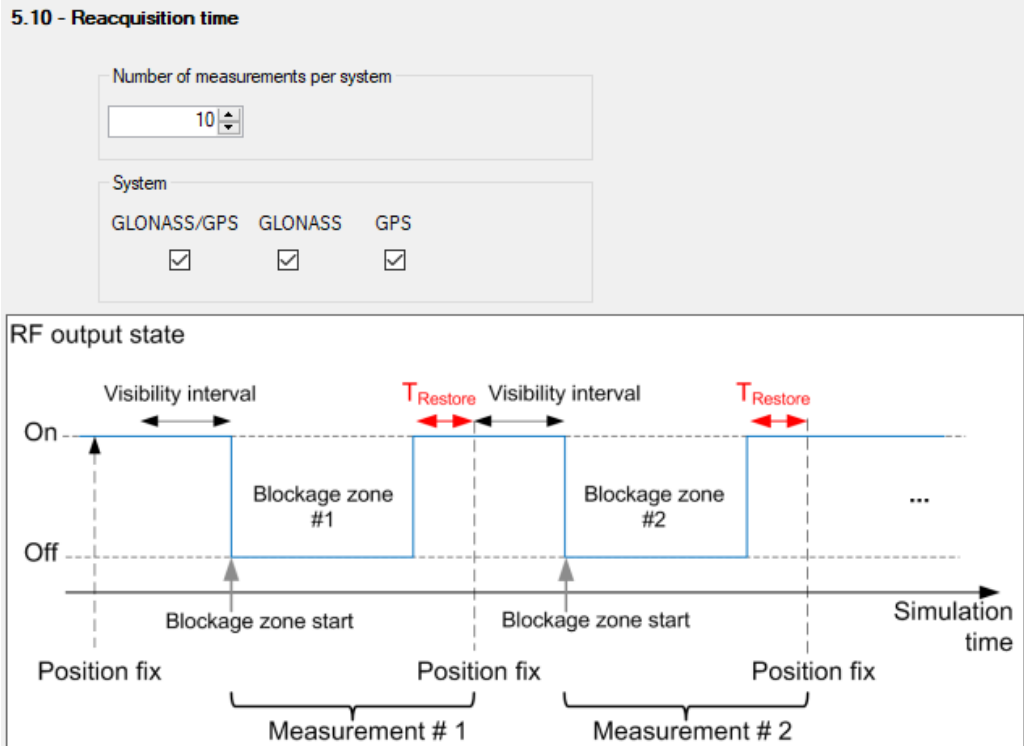 5.10 - Reacquisition time
Number of measurements per system
10
System
GLONASS/GPS GLONASS GPS
RF output state
Visibility interval T Restore Visibility interval T Restore
On
Blockage zone Blockage zone
#1 #2
...
Off
Blockage zone start Blockage zone start
Simulation
time
Position fix Position fix Position fix
Measurement # 1 Measurement # 2